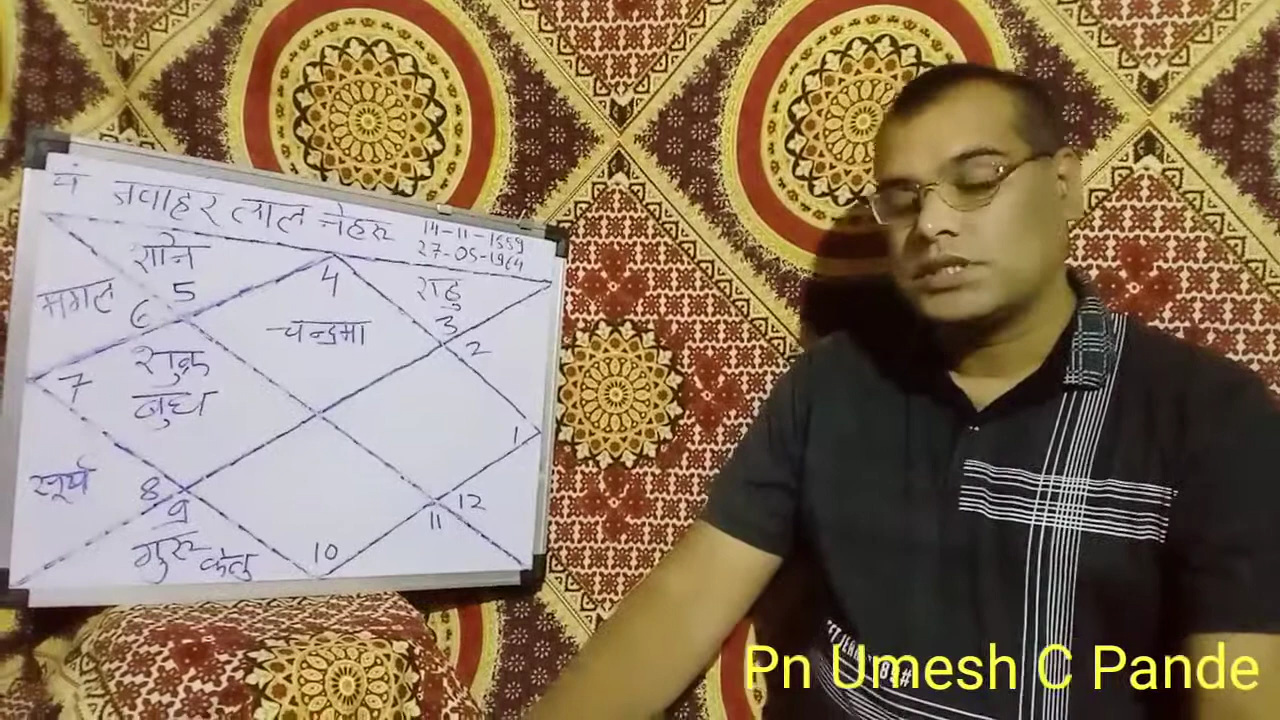 पं जवाहर लाल नेहरू 14-11-1889
27-05-1964
शनि
राहु
मंगल
5
4
3
6
चन्द्रमा
2
7
शुक्र
बुध
1
सूर्य
8
9
12
11
गुरू केतु
10
Pn Umesh C Pande